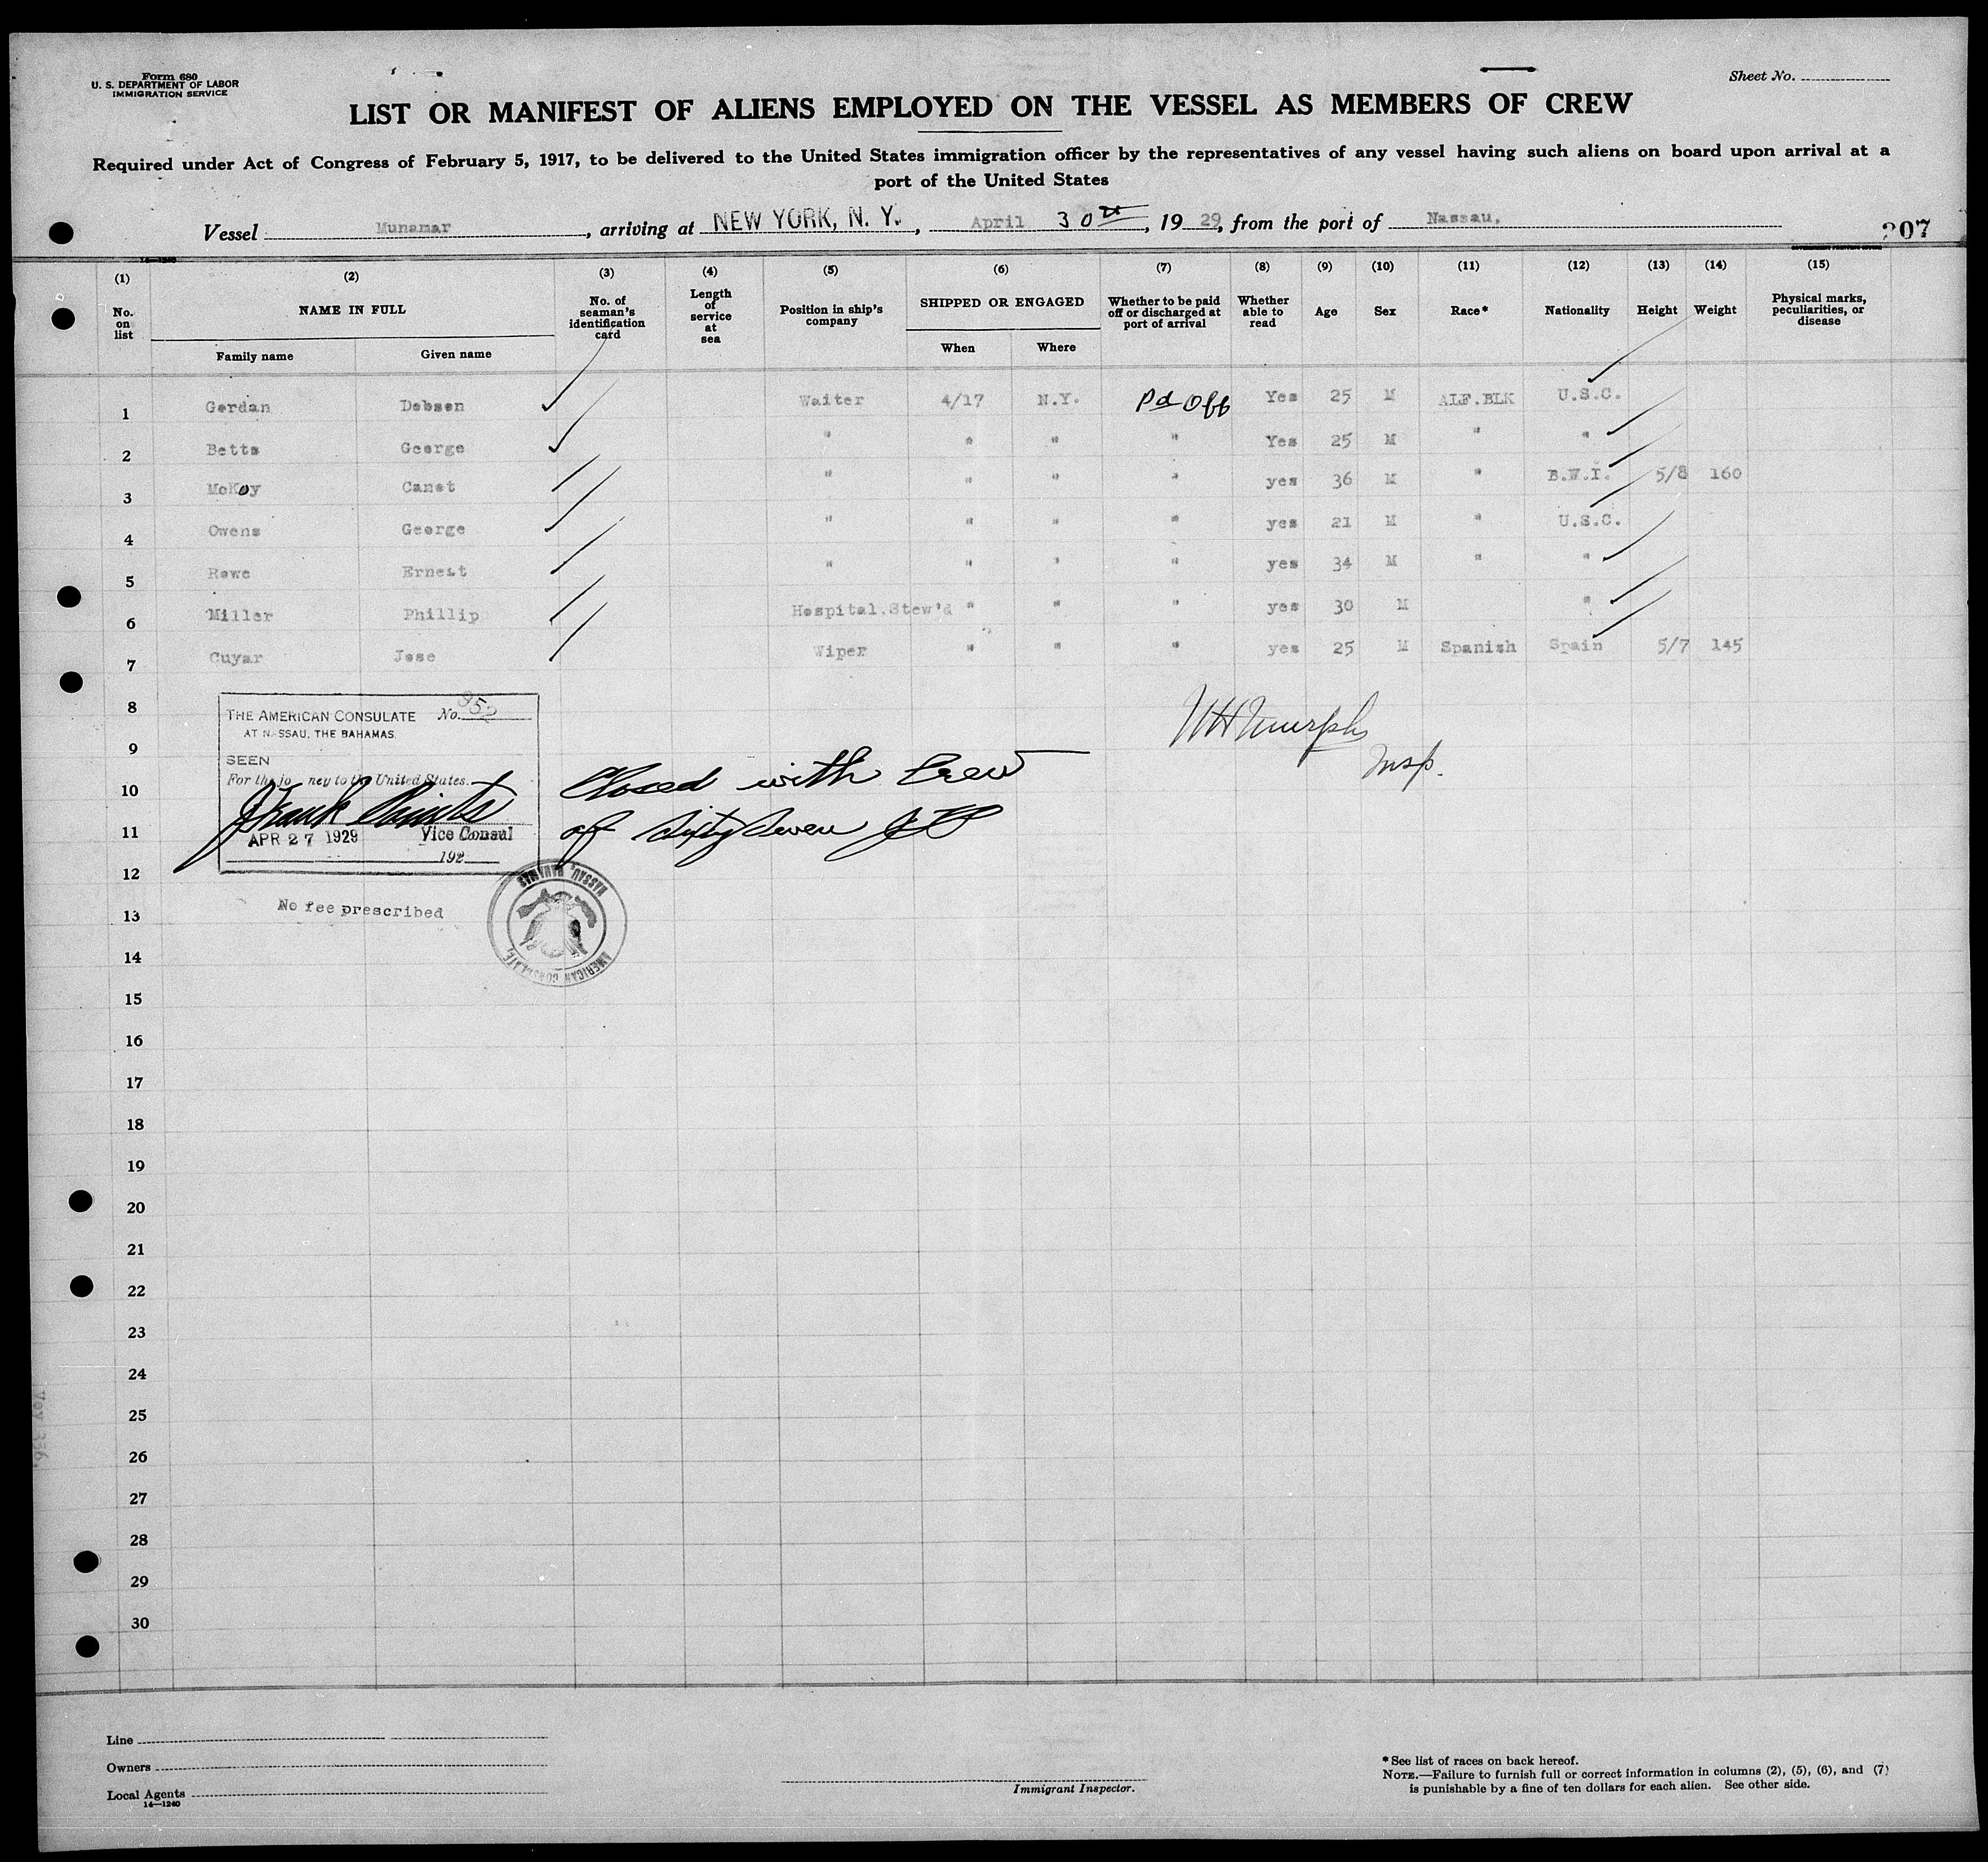 Form 680
U. S. DEPARTMENT OF LABOR
IMMIGRATION SERVICE
Sheet No.
LIST OR MANIFEST OF ALIENS EMPLOYED ON THE VESSEL AS MEMBERS OF CREW
Required under Act of Congress of February 5, 1917, to be delivered to the United States immigration officer by the representatives of any vessel having such aliens on board upon arrival at a
port of the United States
Vessel Munamar, arriving at NEW YORK, N. Y., April 30th, 1929, from the port of Nassau.
207
14—1240
(1) (2) (3) (4) (5) (6) (7) (8) (9) (10) (11) (12) (13) (14) (15)
No. on list NAME IN FULL Family name Given name No. of seaman's identification card Length of service at sea Position in ship's company SHIPPED OR ENGAGED When Where Whether to be paid off or discharged at port of arrival Whether able to read Age Sex Race* Nationality Height Weight Physical marks, peculiarities, or disease
1 Gordan Dobson Waiter 4/17 N.Y. Pd Off Yes 25 M ALF.BLK U.S.C.
2 Betts George " " " " Yes 25 M " "
3 McKoy Canet " " " " yes 36 M " B.W.I. 5/8 160
4 Owens George " " " " yes 21 M " U.S.C.
5 Rowe Ernest " " " " yes 34 M " "
6 Miller Phillip Hospital.Stew'd " " " yes 30 M "
7 Cuyar Jose Wiper " " " yes 25 M Spanish Spain 5/7 145
8
9
10
11
12
13
14
15
16
17
18
19
20
21
22
23
24
25
26
27
28
29
30
THE AMERICAN CONSULATE No. 952
AT NASSAU, THE BAHAMAS.
SEEN
For the jo ney to the United States.
Frank
APR 27 1929 Vice Consul
192
No fee prescribed
NASSAU, BAHAMAS
AMERICAN CONSULATE,
Closed with Crew
of Sixty Seven
W H Murphy
Insp.
Line
Owners
Local Agents
14—1240
Immigrant Inspector.
*See list of races on back hereof.
NOTE.—Failure to furnish full or correct information in columns (2), (5), (6), and (7)
is punishable by a fine of ten dollars for each alien. See other side.